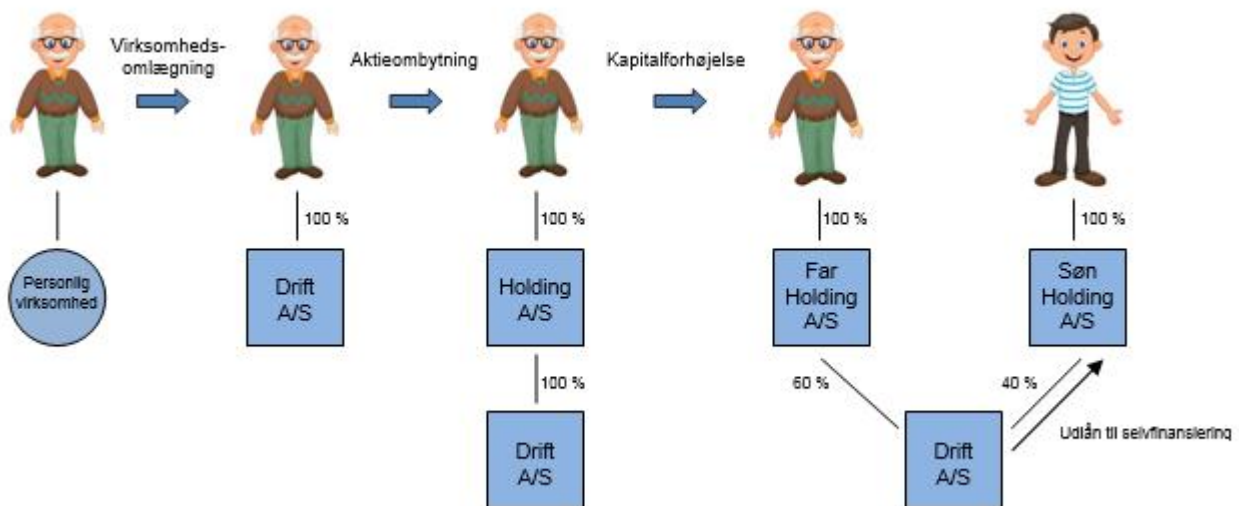 Virksomheds-
omlægning
Aktieombytning
Kapitalforhøjelse
100 %
100 %
100 %
100 %
Personlig
virksomhed
Drift
A/S
Holding
A/S
Far
Holding
A/S
Søn
Holding
A/S
100 %
60 %
40 %
Udlån til selvfinansiering
Drift
A/S
Drift
A/S